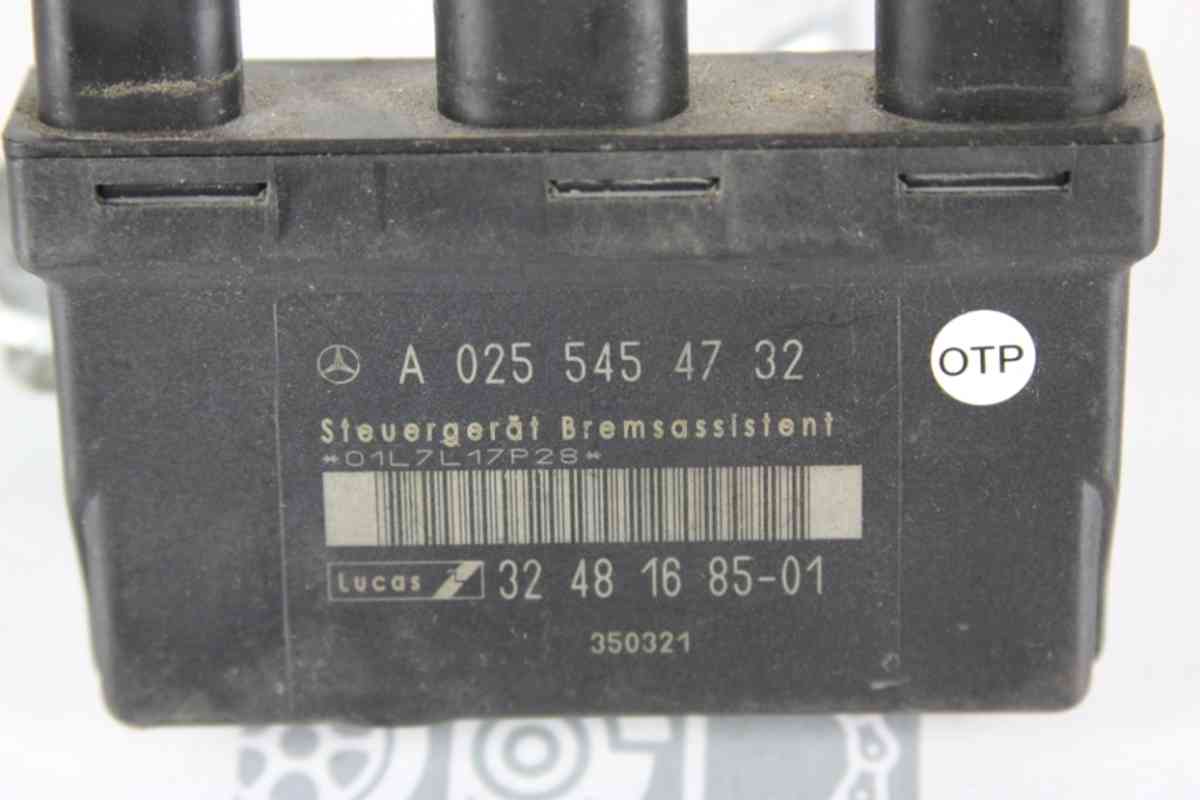 A 025 545 47 32
OTP
Steuergerät Bremsassistent
*01L7L17P28*
Lucas 32 48 16 85-01
350321